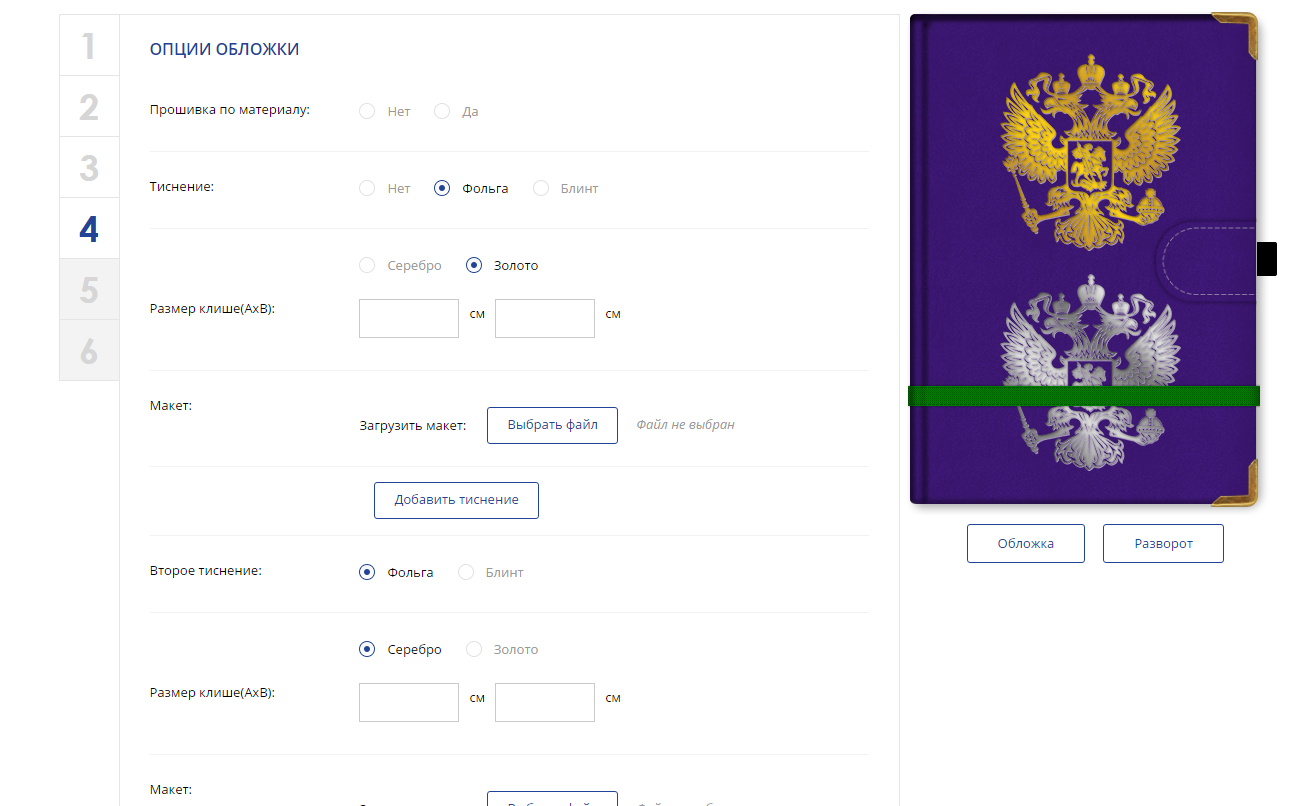 1
2
3
4
5
6
ОПЦИИ ОБЛОЖКИ
Прошивка по материалу: Нет Да
Тиснение: Нет Фольга Блинт
Серебро Золото
Размер клише(AxB): см см
Макет:
Загрузить макет: Выбрать файл Файл не выбран
Добавить тиснение
Второе тиснение: Фольга Блинт
Серебро Золото
Размер клише(AxB): см см
Макет:
Обложка Разворот